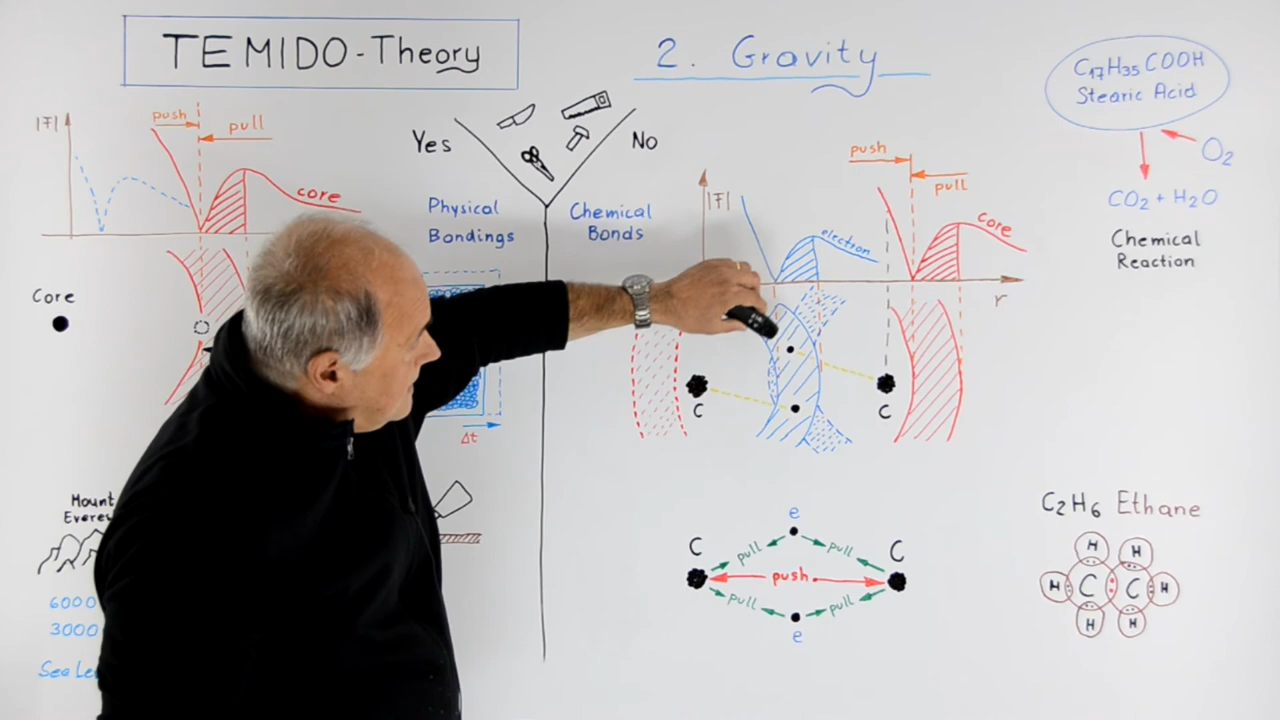 TEMIDO-Theory
2. Gravity
C17H35COOH
Stearic Acid
O2
CO2 + H2O
Chemical
Reaction
|F|
push
pull
core
Core
Yes
No
Physical
Bondings
Chemical
Bonds
Δt
|F|
push
pull
electron
core
r
C
C
Mount
6000
3000
C
C
e
e
pull
pull
push
pull
pull
C2H6 Ethane
H
H
H
C
C
H
H
H